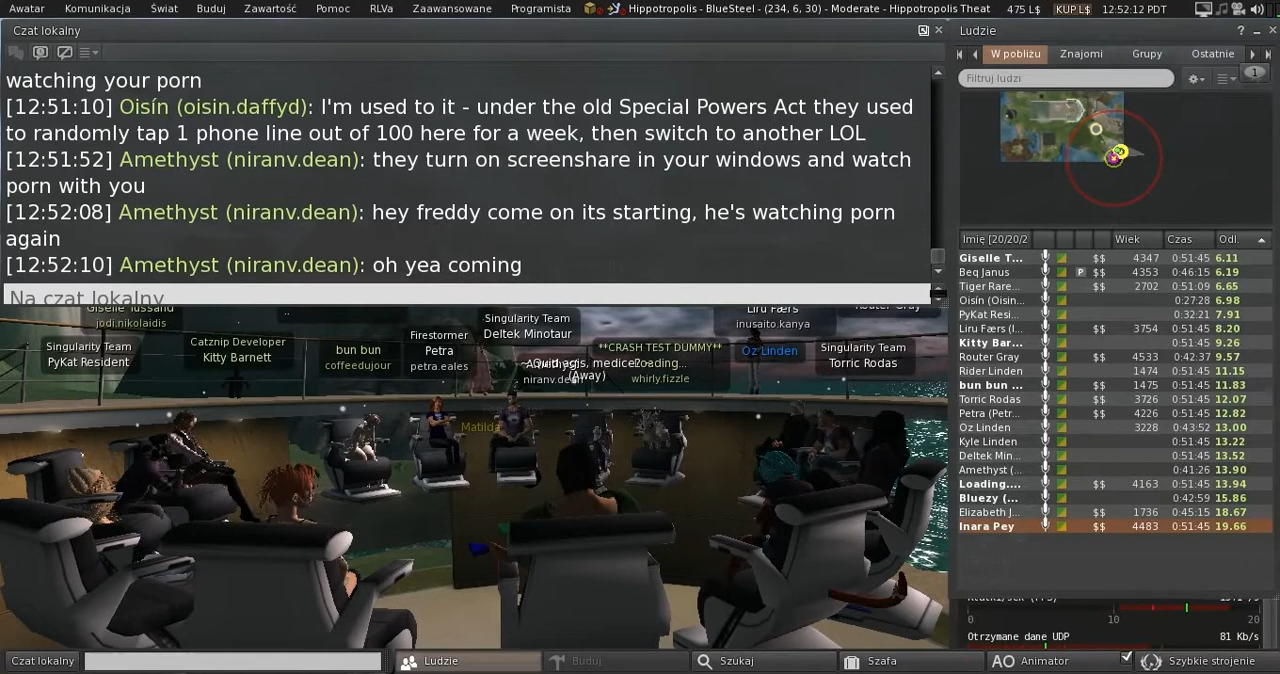 Awatar Komunikacja Świat Buduj Zawartość Pomoc RLVa Zaawansowane Programista Hippotropolis - BlueSteel - (234, 6, 30) - Moderate - Hippotropolis Theat 475 L$ KUP L$ 12:52:12 PDT
Czat lokalny
watching your porn
[12:51:10] Oisín (oisin.daffyd): I'm used to it - under the old Special Powers Act they used
to randomly tap 1 phone line out of 100 here for a week, then switch to another LOL
[12:51:52] Amethyst (niranv.dean): they turn on screenshare in your windows and watch
porn with you
[12:52:08] Amethyst (niranv.dean): hey freddy come on its starting, he's watching porn
again
[12:52:10] Amethyst (niranv.dean): oh yea coming
Na czat lokalny
Ludzie
? _ ×
W pobliżu Znajomi Grupy Ostatnie
Filtruj ludzi 1
Imię [20/20/2 Wiek Czas Odl.
Giselle T... $$ 4347 0:51:45 6.11
Beq Janus P $$ 4353 0:46:15 6.19
Tiger Rare... $$ 2702 0:51:09 6.65
Oisín (Oisin... 0:27:28 6.98
PyKat Resi... 0:32:21 7.91
Liru Færs (I... $$ 3754 0:51:45 8.20
Kitty Bar... 0:51:45 9.26
Router Gray $$ 4533 0:42:37 9.57
Rider Linden 1474 0:51:45 11.15
bun bun ... $$ 1475 0:51:45 11.83
Torric Rodas $$ 3726 0:51:45 12.07
Petra (Petr... $$ 4226 0:51:45 12.82
Oz Linden 3228 0:43:52 13.00
Kyle Linden 0:51:45 13.22
Deltek Min... 0:51:45 13.52
Amethyst (... 0:41:26 13.90
Loading.... $$ 4163 0:51:45 13.94
Bluezy (... 0:42:59 15.86
Elizabeth J... $$ 1736 0:45:15 18.67
Inara Pey $$ 4483 0:51:45 19.66
0 10 20
Otrzymane dane UDP 81 Kb/s
jodi.nikolaidis
Singularity Team
PyKat Resident
Catznip Developer
Kitty Barnett
bun bun
coffeedujour
Firestormer
Petra
petra.eales
Singularity Team
Deltek Minotaur
(Away)
**CRASH TEST DUMMY**
Loading...
whirly.fizzle
Liru Færs
inusaito.kanya
Oz Linden
Router Gray
Singularity Team
Torric Rodas
Matilda
Czat lokalny Ludzie Buduj Szukaj Szafa AO Animator Szybkie strojenie